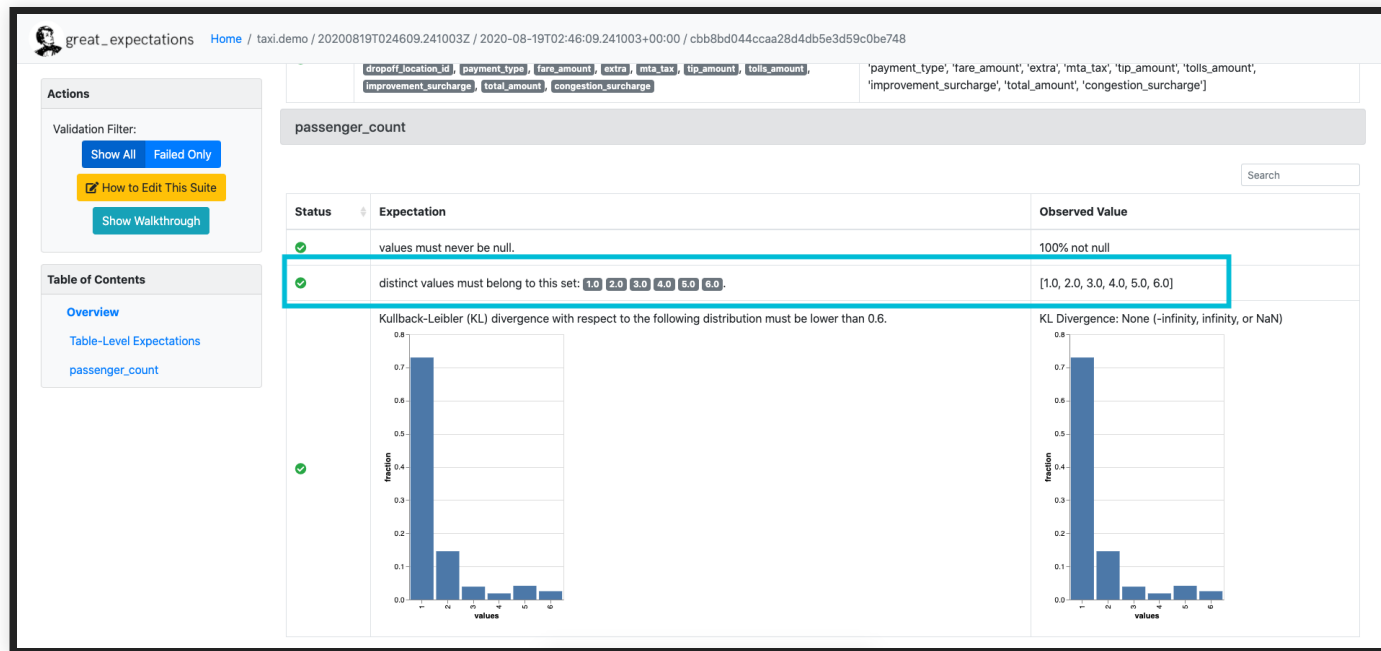 great_expectations Home / taxi.demo / 20200819T024609.241003Z / 2020-08-19T02:46:09.241003+00:00 / cbb8bd044ccaa28d4db5e3d59c0be748
dropoff_location_id, payment_type, fare_amount, extra, mta_tax, tip_amount, tolls_amount,
improvement_surcharge, total_amount, congestion_surcharge
'payment_type', 'fare_amount', 'extra', 'mta_tax', 'tip_amount', 'tolls_amount',
'improvement_surcharge', 'total_amount', 'congestion_surcharge']
Actions
Validation Filter:
Show All Failed Only
How to Edit This Suite
Show Walkthrough
Table of Contents
Overview
Table-Level Expectations
passenger_count
passenger_count
Search
Status Expectation Observed Value
values must never be null. 100% not null
distinct values must belong to this set: 1.0 2.0 3.0 4.0 5.0 6.0. [1.0, 2.0, 3.0, 4.0, 5.0, 6.0]
Kullback-Leibler (KL) divergence with respect to the following distribution must be lower than 0.6.
0.8
0.7
0.6
0.5
0.4
0.3
0.2
0.1
0.0
fraction
1 2 3 4 5 6
values
KL Divergence: None (-infinity, infinity, or NaN)
0.8
0.7
0.6
0.5
0.4
0.3
0.2
0.1
0.0
fraction
1 2 3 4 5 6
values